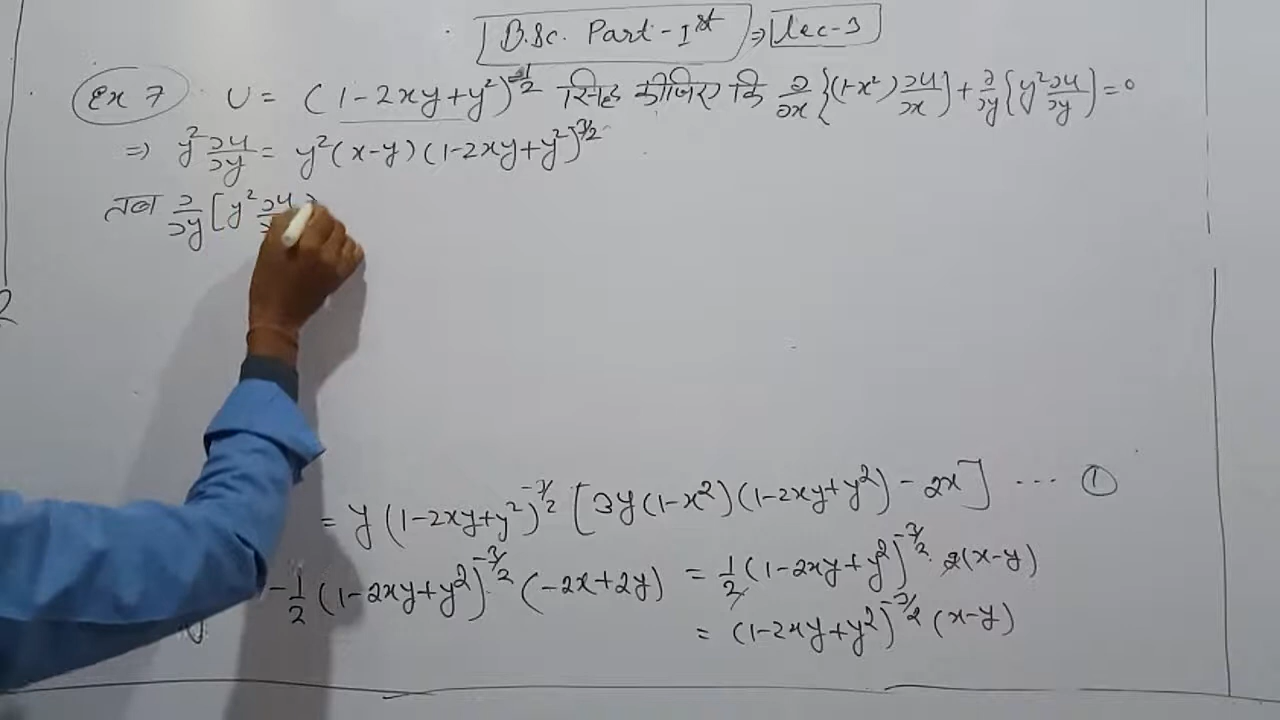 B.Sc. Part-Ist ⇒ Lec-3
Ex 7 U = (1-2xy+y²)^-1/2 सिद्ध कीजिए कि ∂/∂x {(1-x²) ∂u/∂x} + ∂/∂y {y² ∂u/∂y} = 0
⇒ y² ∂u/∂y = y²(x-y)(1-2xy+y²)^3/2
तब ∂/∂y [y² ∂u
2
= y(1-2xy+y²)^-3/2 [3y(1-x²)(1-2xy+y²) - 2x] ... ①
-1/2 (1-2xy+y²)^-3/2 (-2x+2y) = 1/2 (1-2xy+y²)^-3/2 2(x-y)
= (1-2xy+y²)^-3/2 (x-y)